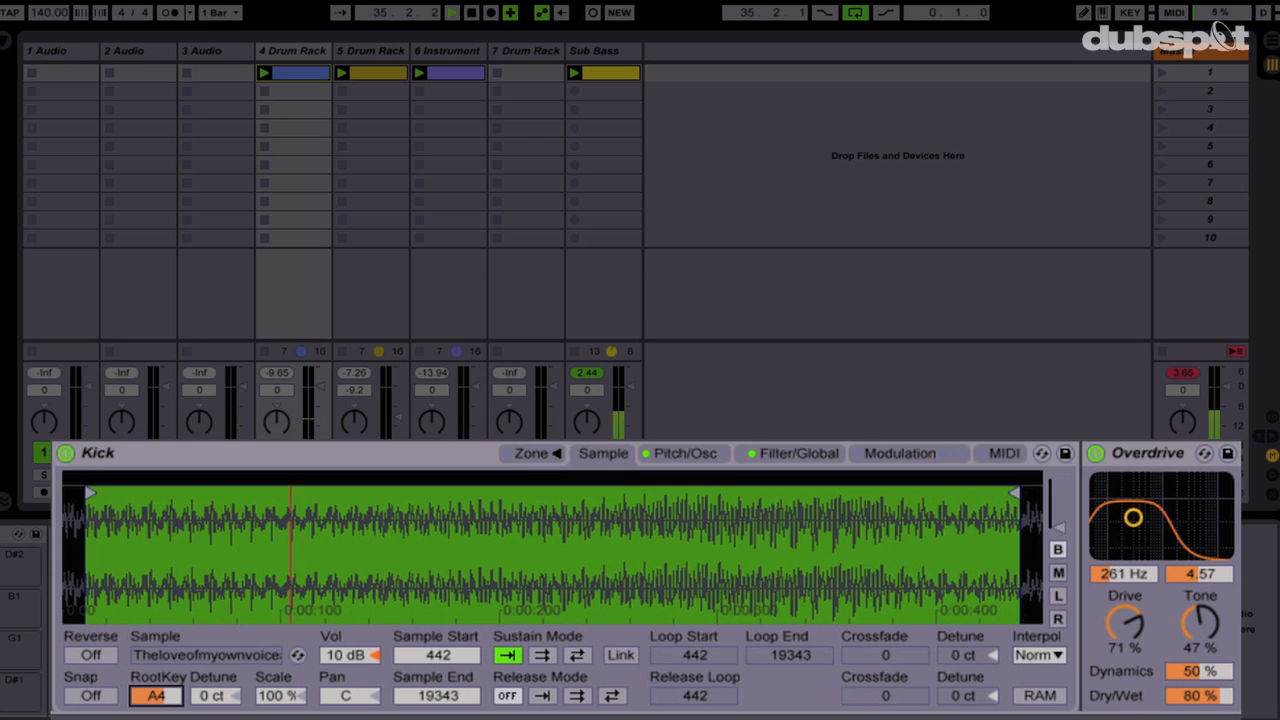 TAP 140.00 4 / 4 1 Bar 35. 2. 2 NEW 35. 2. 1 0. 1. 0 KEY MIDI 5 % D
dubspot
1 Audio 2 Audio 3 Audio 4 Drum Rack 5 Drum Rack 6 Instrument 7 Drum Rack Sub Bass
1
2
3
4
5
6
7
8
9
10
Drop Files and Devices Here
7 16 7 16 7 16 13 8
-Inf -Inf -Inf -9.65 -7.26 -13.94 -Inf 2.44 3.65 6
0 0 0 0 -9.2 0 0 0 0 0
6
12
1 Kick Zone Sample Pitch/Osc Filter/Global Modulation MIDI Overdrive
S
D#2
B1
G1
D#1
B
M
L
R
0:00:100 0:00:200 0:00:300 0:00:400
261 Hz 4.57
Drive Tone
71 % 47 %
Reverse Sample Vol Sample Start Sustain Mode Loop Start Loop End Crossfade Detune Interpol
Off Theloveofmyownvoice. 10 dB 442 Link 442 19343 0 0 ct Norm
Snap RootKey Detune Scale Pan Sample End Release Mode Release Loop Crossfade Detune
Off A4 0 ct 100 % C 19343 OFF 442 0 0 ct RAM
Dynamics 50 %
Dry/Wet 80 %